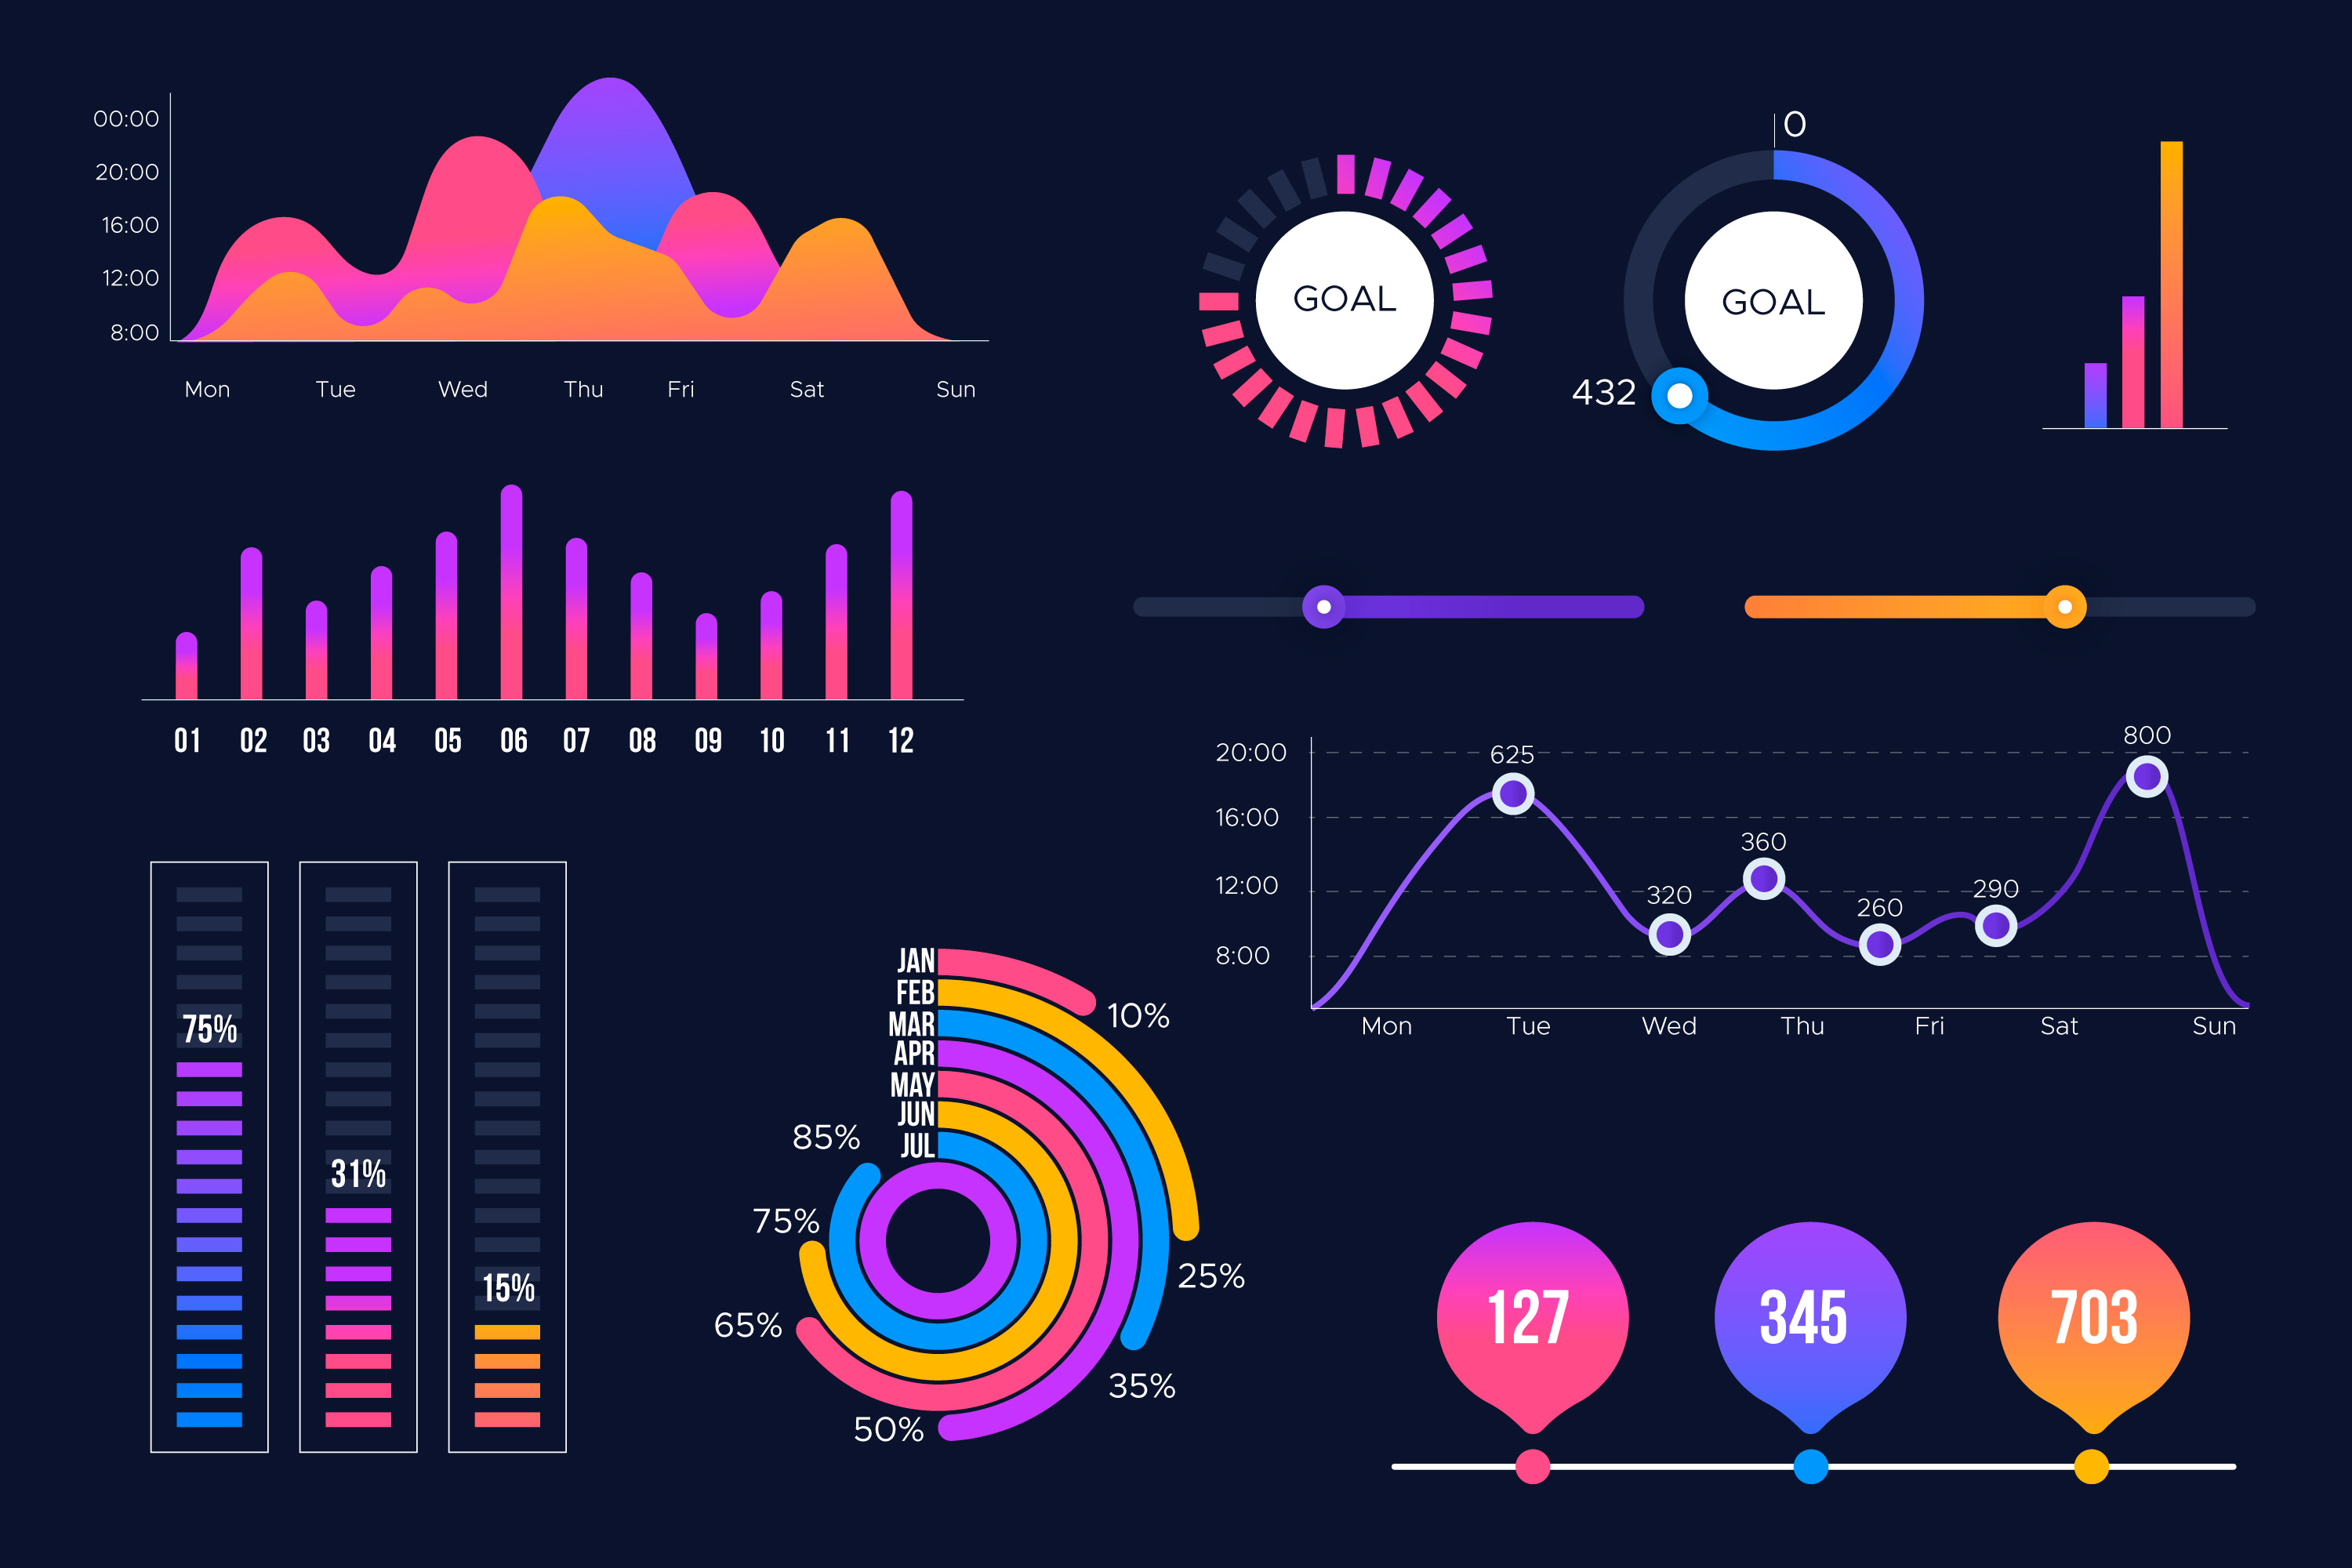 00:00
20:00
16:00
12:00
8:00
Mon Tue Wed Thu Fri Sat Sun
GOAL
0
GOAL
432
01 02 03 04 05 06 07 08 09 10 11 12
20:00
16:00
12:00
8:00
625
320
360
260
290
800
Mon Tue Wed Thu Fri Sat Sun
75%
31%
15%
JAN
FEB
MAR
APR
MAY
JUN
JUL
10%
25%
35%
50%
65%
75%
85%
127 345 703